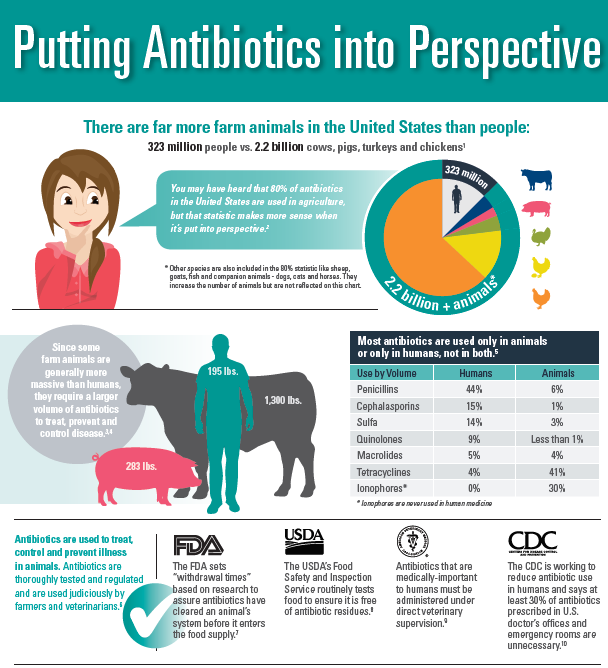 Putting Antibiotics into Perspective
There are far more farm animals in the United States than people:
323 million people vs. 2.2 billion cows, pigs, turkeys and chickens¹
You may have heard that 80% of antibiotics
in the United States are used in agriculture,
but that statistic makes more sense when
it's put into perspective.²
* Other species are also included in the 80% statistic like sheep,
goats, fish and companion animals - dogs, cats and horses. They
increase the number of animals but are not reflected on this chart.
323 million
2.2 billion + animals*
Since some
farm animals are
generally more
massive than humans,
they require a larger
volume of antibiotics
to treat, prevent and
control disease.³,⁴
195 lbs.
1,300 lbs.
283 lbs.
Most antibiotics are used only in animals
or only in humans, not in both.⁵
Use by Volume Humans Animals
Penicillins 44% 6%
Cephalasporins 15% 1%
Sulfa 14% 3%
Quinolones 9% Less than 1%
Macrolides 5% 4%
Tetracyclines 4% 41%
Ionophores* 0% 30%
* Ionophores are never used in human medicine
Antibiotics are used to treat,
control and prevent illness
in animals. Antibiotics are
thoroughly tested and regulated
and are used judiciously by
farmers and veterinarians.⁶
FDA
The FDA sets
"withdrawal times"
based on research to
assure antibiotics have
cleared an animal's
system before it enters
the food supply.⁷
USDA
The USDA's Food
Safety and Inspection
Service routinely tests
food to ensure it is free
of antibiotic residues.⁸
Antibiotics that are
medically-important
to humans must be
administered under
direct veterinary
supervision.⁹
CDC
CENTERS FOR DISEASE CONTROL
AND PREVENTION
The CDC is working to
reduce antibiotic use
in humans and says at
least 30% of antibiotics
prescribed in U.S.
doctor's offices and
emergency rooms are
unnecessary.¹⁰